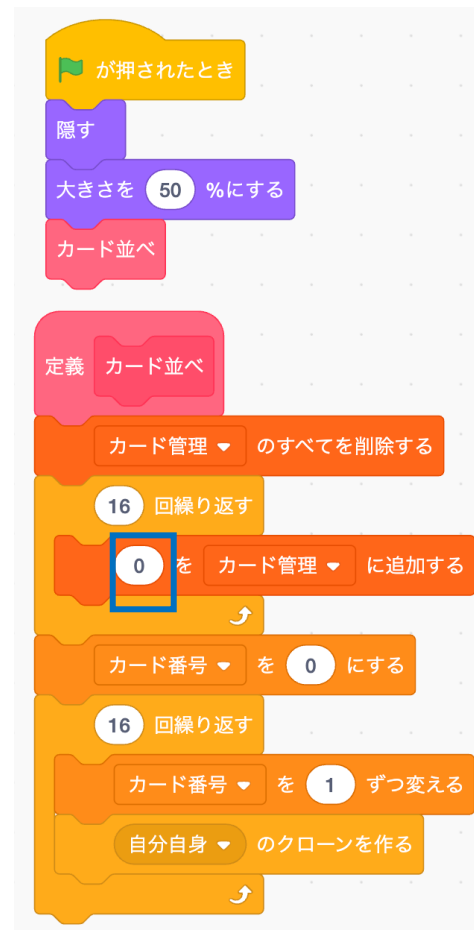 が押されたとき
隠す
大きさを 50 %にする
カード並べ
定義 カード並べ
カード管理 のすべてを削除する
16 回繰り返す
0 を カード管理 に追加する
カード番号 を 0 にする
16 回繰り返す
カード番号 を 1 ずつ変える
自分自身 のクローンを作る